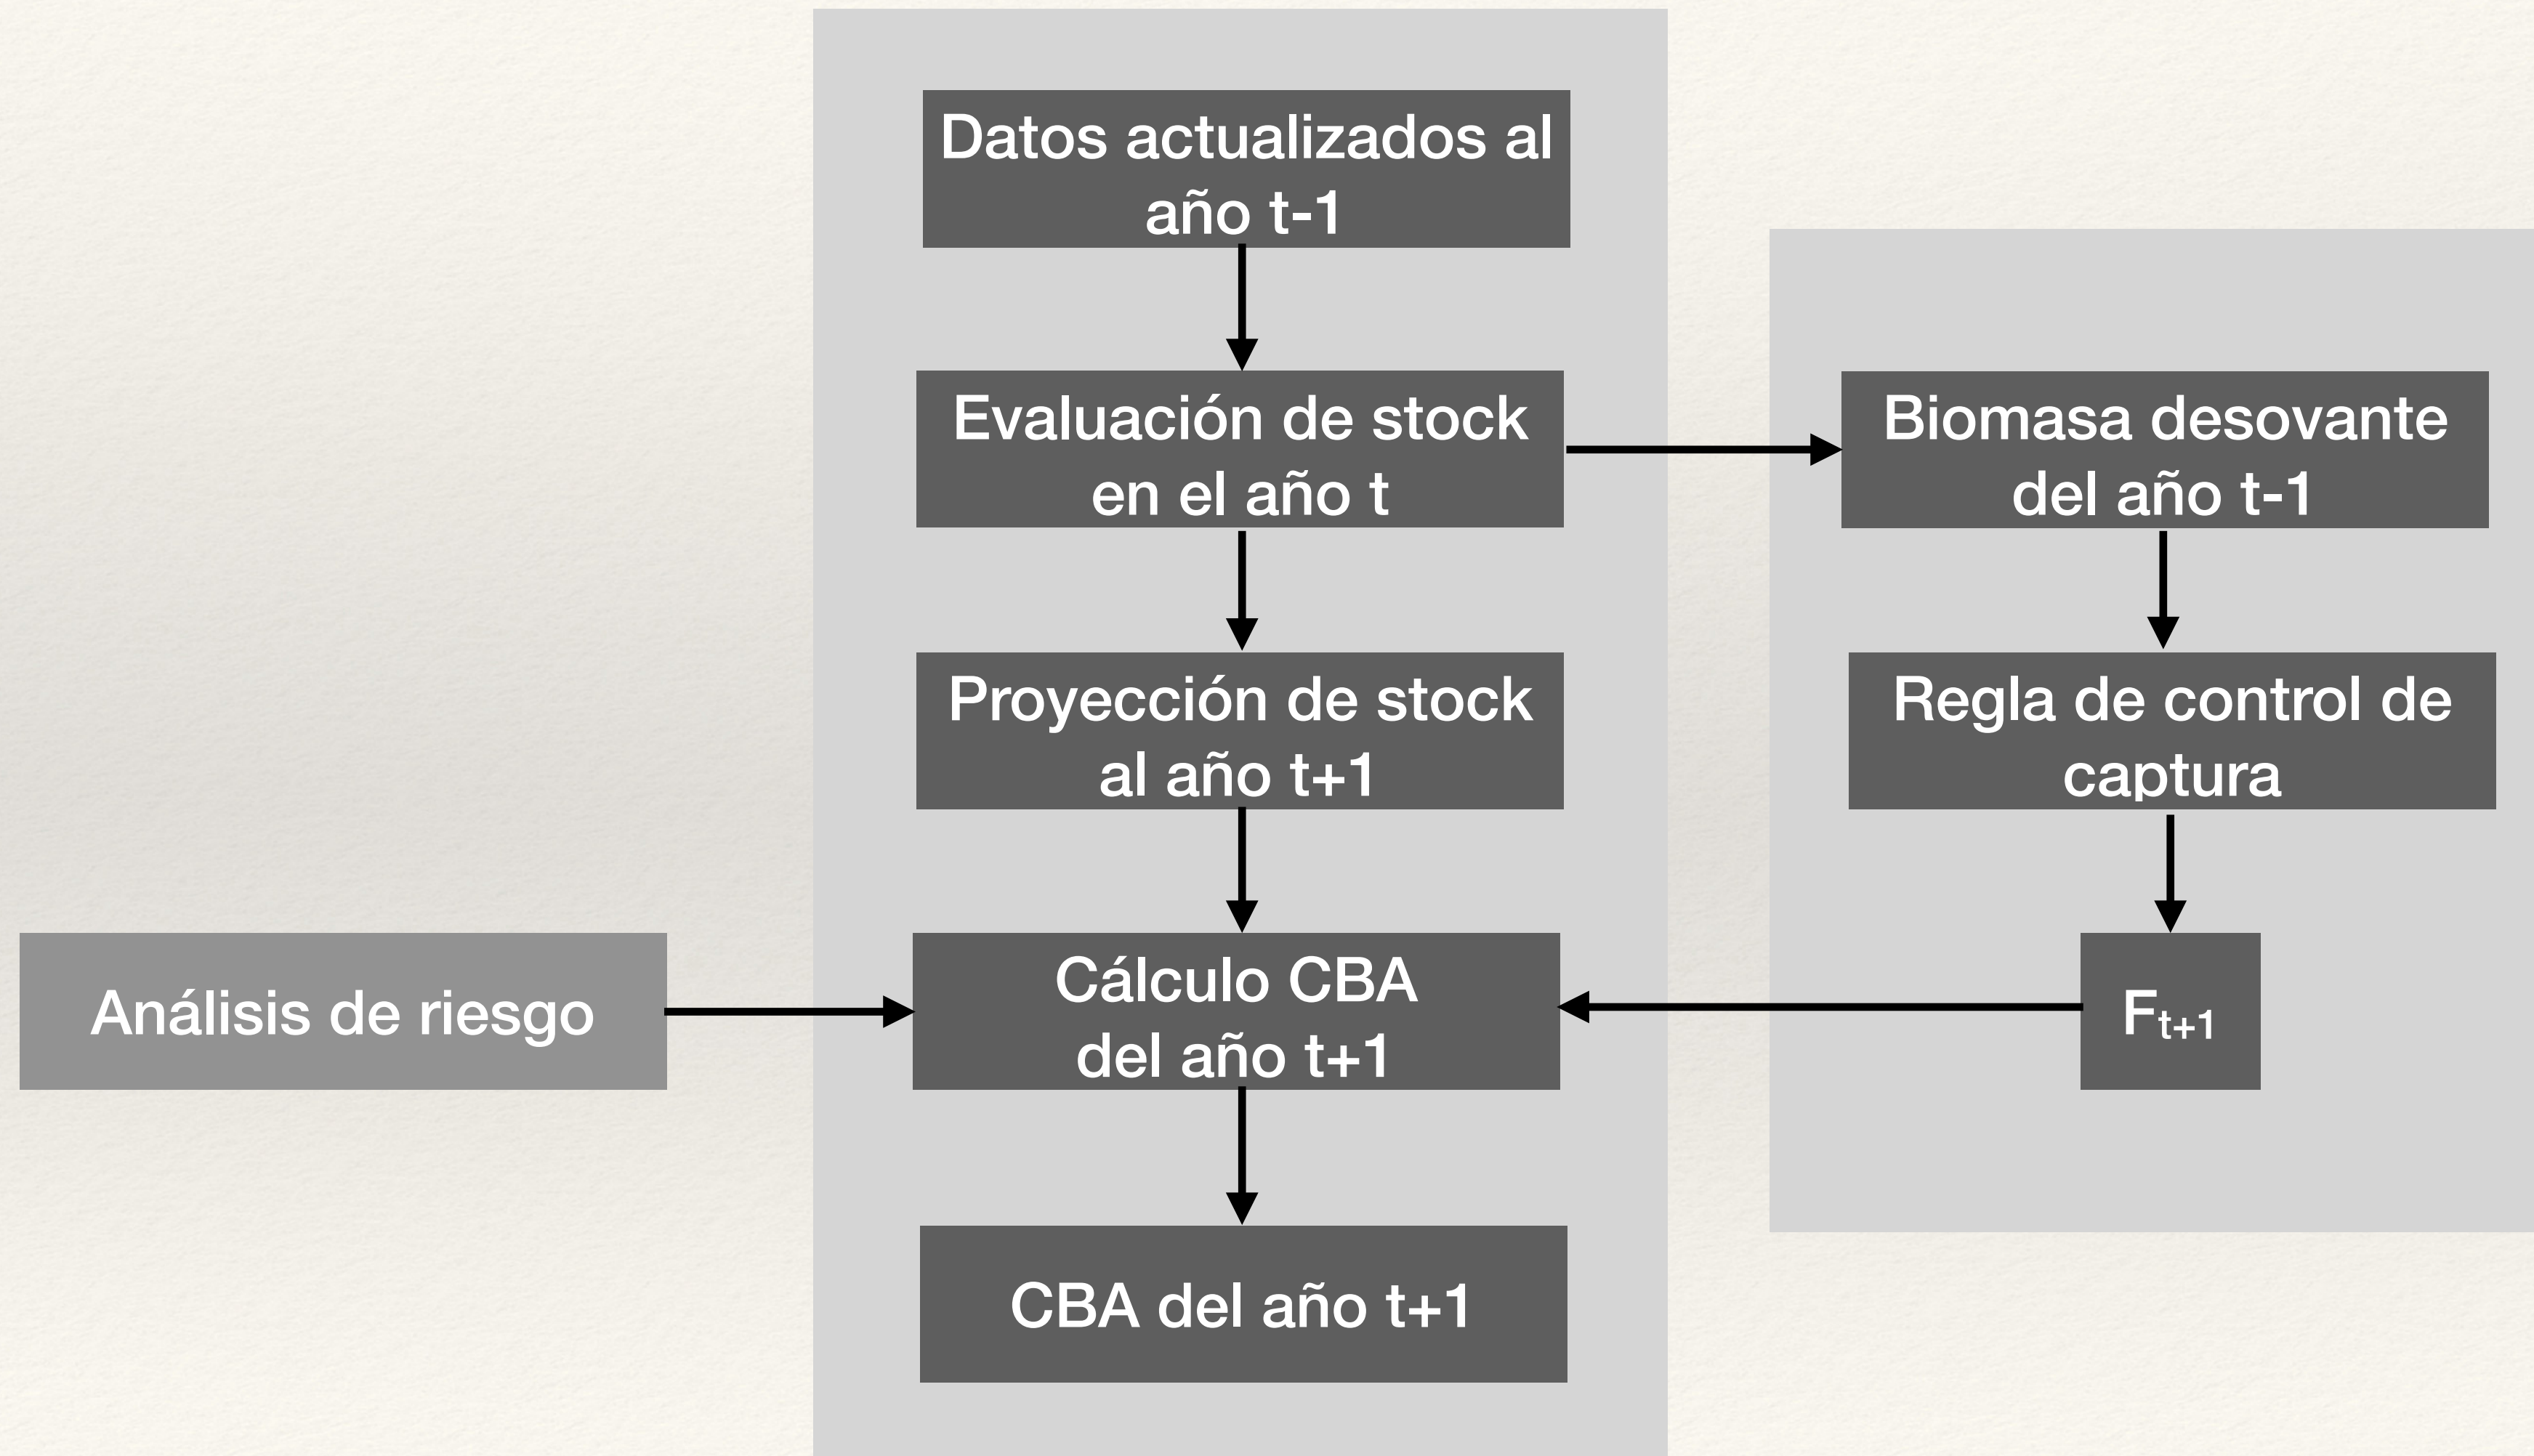 Datos actualizados al
año t-1
Evaluación de stock
en el año t
Biomasa desovante
del año t-1
Proyección de stock
al año t+1
Regla de control de
captura
Análisis de riesgo
Cálculo CBA
del año t+1
Ft+1
CBA del año t+1